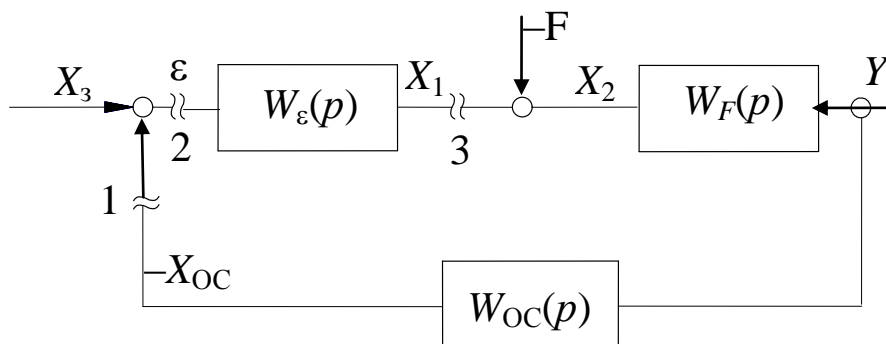 –F
X₃ ε X₁ X₂ Y
W_ε(p) W_F(p)
2 3
1
–X_OC
W_OC(p)